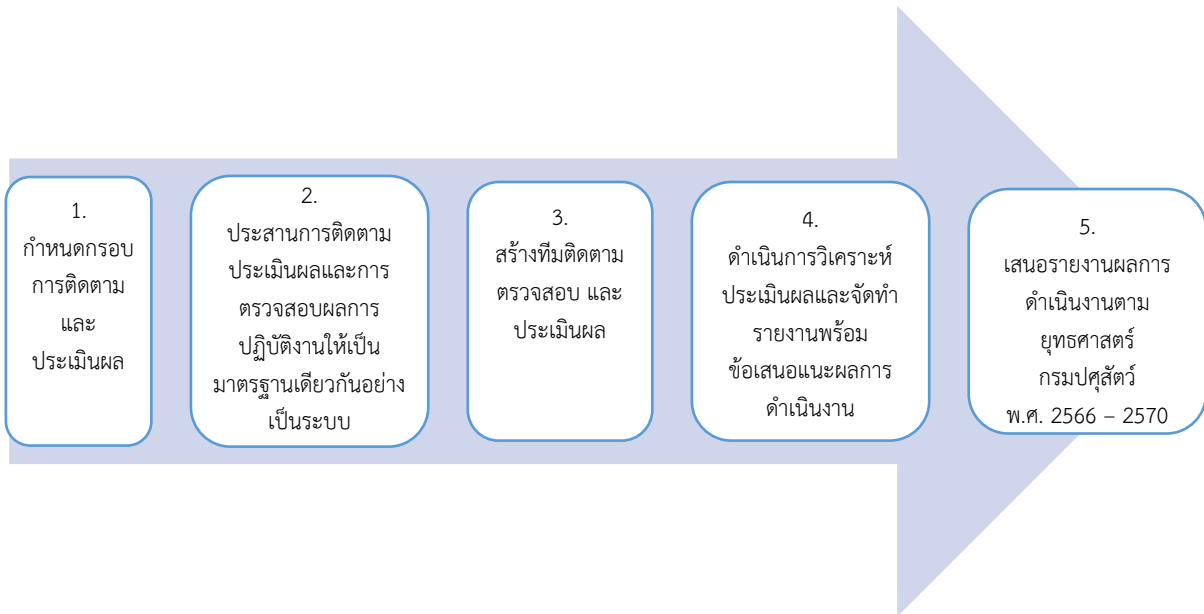 1.
กำหนดกรอบ
การติดตาม
และ
ประเมินผล
2.
ประสานการติดตาม
ประเมินผลและการ
ตรวจสอบผลการ
ปฏิบัติงานให้เป็น
มาตรฐานเดียวกันอย่าง
เป็นระบบ
3.
สร้างทีมติดตาม
ตรวจสอบ และ
ประเมินผล
4.
ดำเนินการวิเคราะห์
ประเมินผลและจัดทำ
รายงานพร้อม
ข้อเสนอแนะผลการ
ดำเนินงาน
5.
เสนอรายงานผลการ
ดำเนินงานตาม
ยุทธศาสตร์
กรมปศุสัตว์
พ.ศ. 2566 – 2570